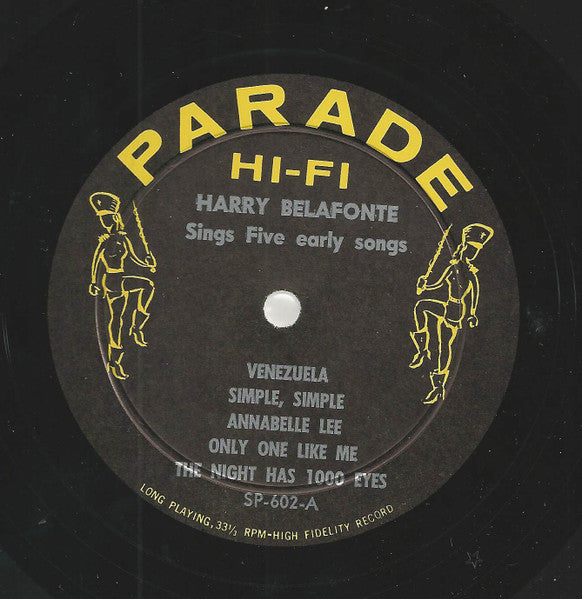 PARADE
HI-FI
HARRY BELAFONTE
Sings Five early songs
VENEZUELA
SIMPLE, SIMPLE
ANNABELLE LEE
ONLY ONE LIKE ME
THE NIGHT HAS 1000 EYES
SP-602-A
LONG PLAYING, 33⅓ RPM-HIGH FIDELITY RECORD